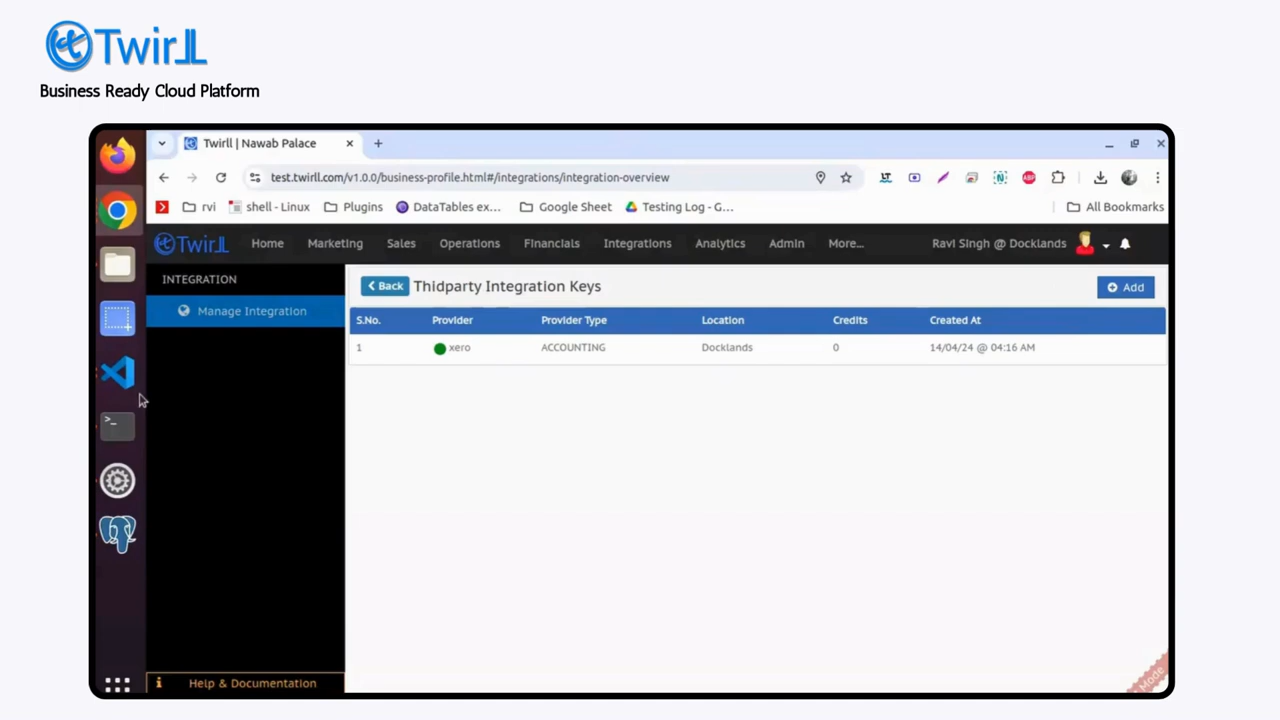 Twirll
Business Ready Cloud Platform
Twirll | Nawab Palace
test.twirll.com/v1.0.0/business-profile.html#/integrations/integration-overview
rvi shell - Linux Plugins DataTables ex... Google Sheet Testing Log - G... All Bookmarks
Twirll Home Marketing Sales Operations Financials Integrations Analytics Admin More... Ravi Singh @ Docklands
INTEGRATION
Manage Integration
Back Thidparty Integration Keys Add
S.No. Provider Provider Type Location Credits Created At
1 xero ACCOUNTING Docklands 0 14/04/24 @ 04:16 AM
i Help & Documentation
Mode